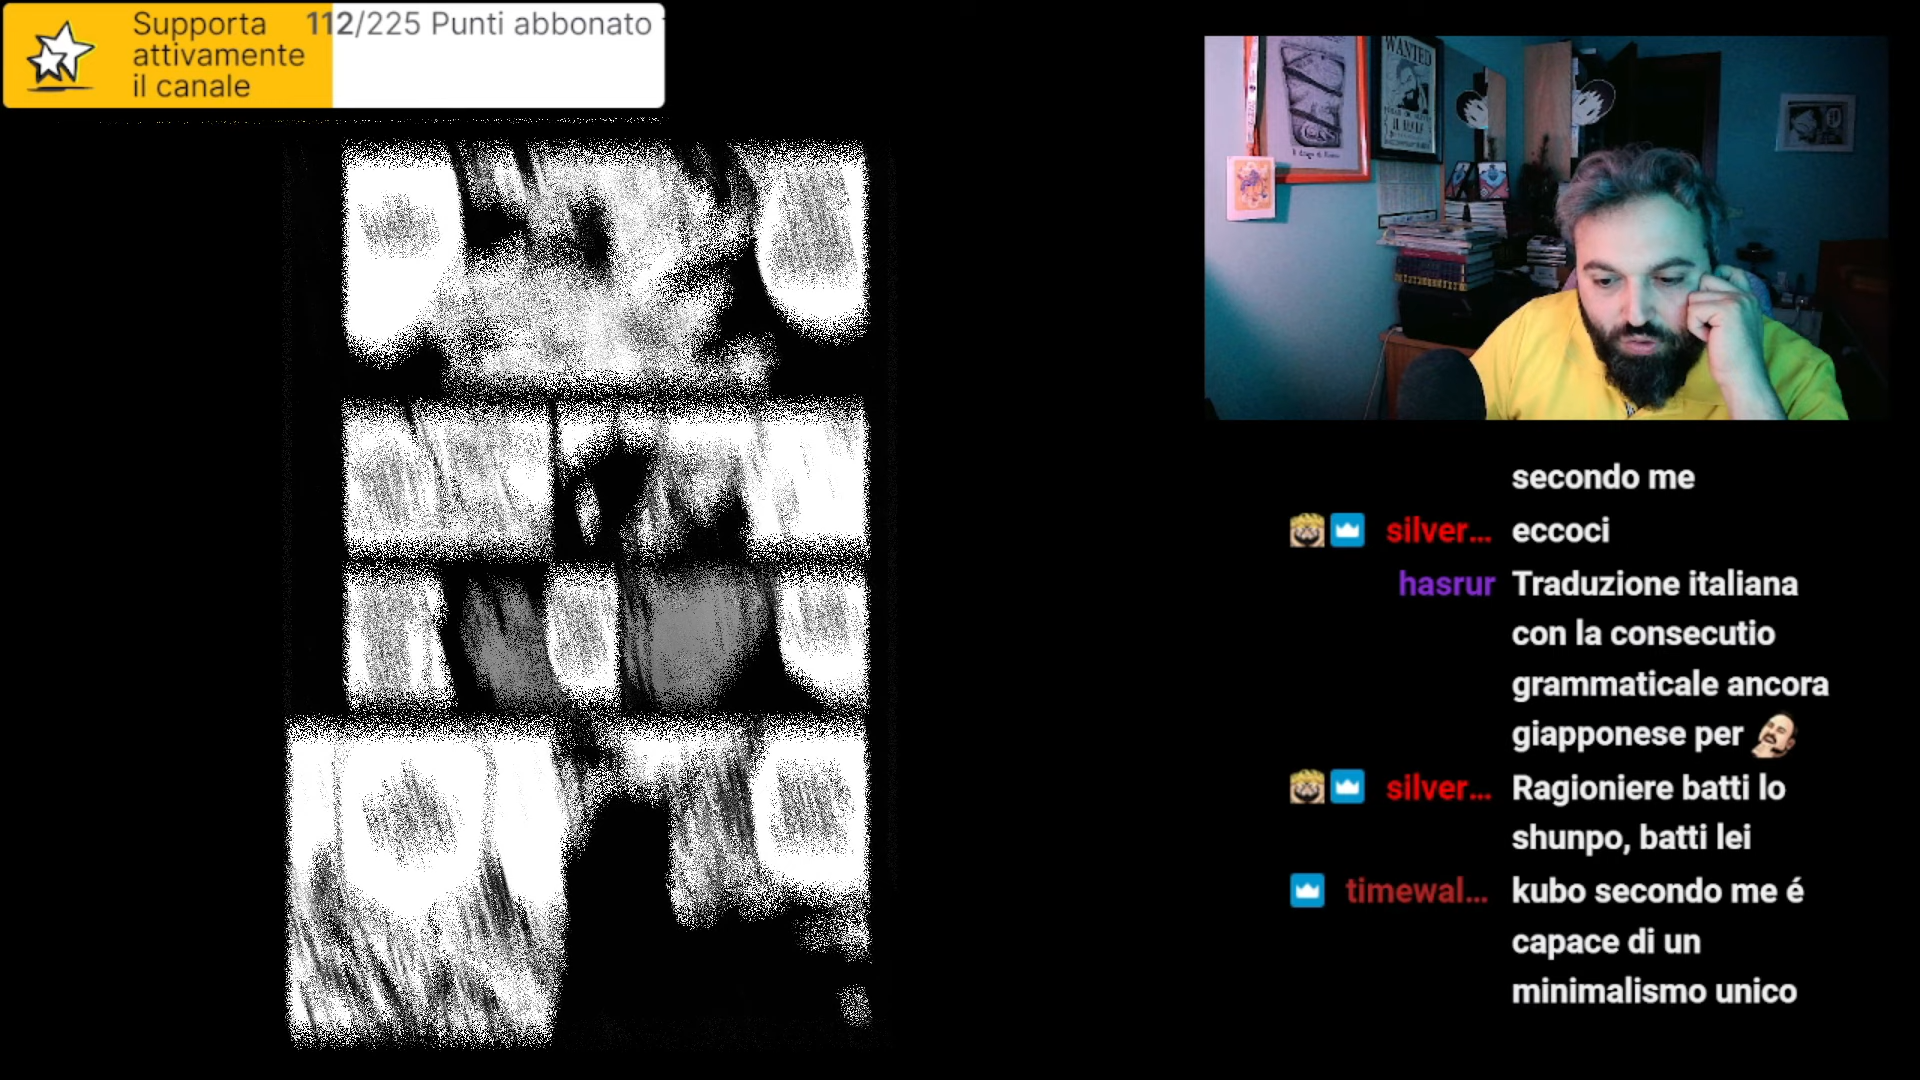 Supporta
attivamente
il canale
112/225 Punti abbonato
WANTED
secondo me
silver... eccoci
hasrur Traduzione italiana
con la consecutio
grammaticale ancora
giapponese per
silver... Ragioniere batti lo
shunpo, batti lei
timewal... kubo secondo me é
capace di un
minimalismo unico